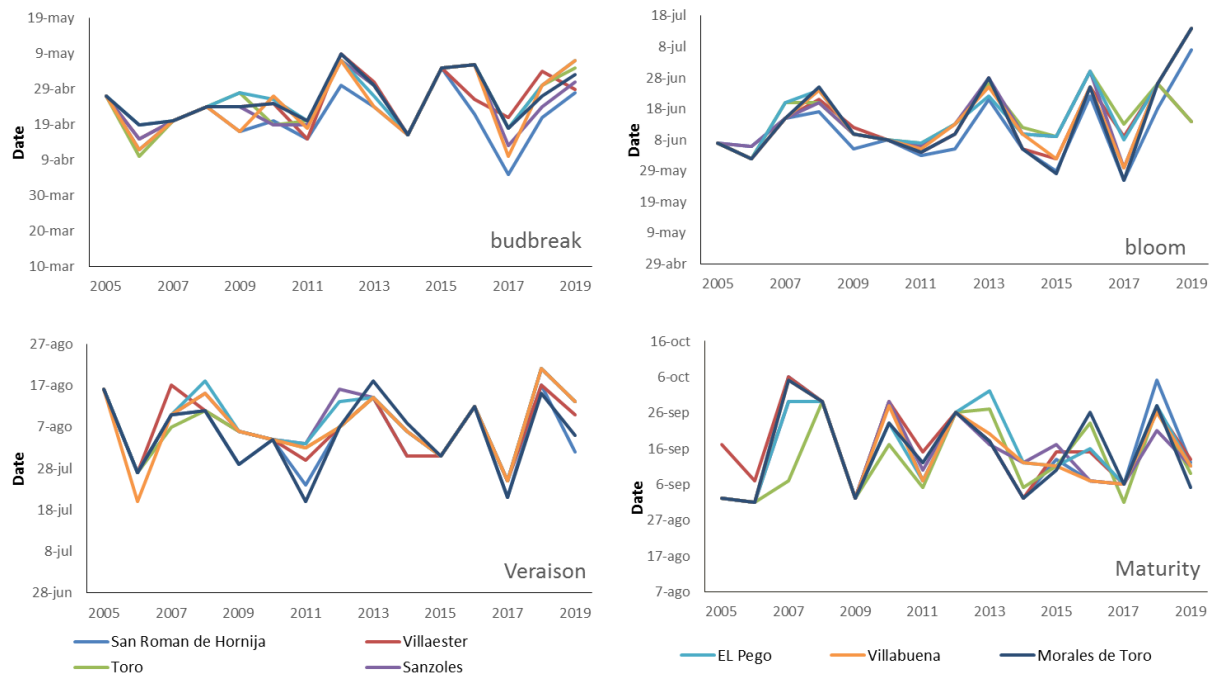 19-may
9-may
29-abr
19-abr
9-abr
30-mar
20-mar
10-mar
Date
budbreak
2005 2007 2009 2011 2013 2015 2017 2019
18-jul
8-jul
28-jun
18-jun
8-jun
29-may
19-may
9-may
29-abr
Date
bloom
2005 2007 2009 2011 2013 2015 2017 2019
27-ago
17-ago
7-ago
28-jul
18-jul
8-jul
28-jun
Date
Veraison
2005 2007 2009 2011 2013 2015 2017 2019
16-oct
6-oct
26-sep
16-sep
6-sep
27-ago
17-ago
7-ago
Date
Maturity
2005 2007 2009 2011 2013 2015 2017 2019
San Roman de Hornija Villaester
Toro Sanzoles
EL Pego Villabuena Morales de Toro